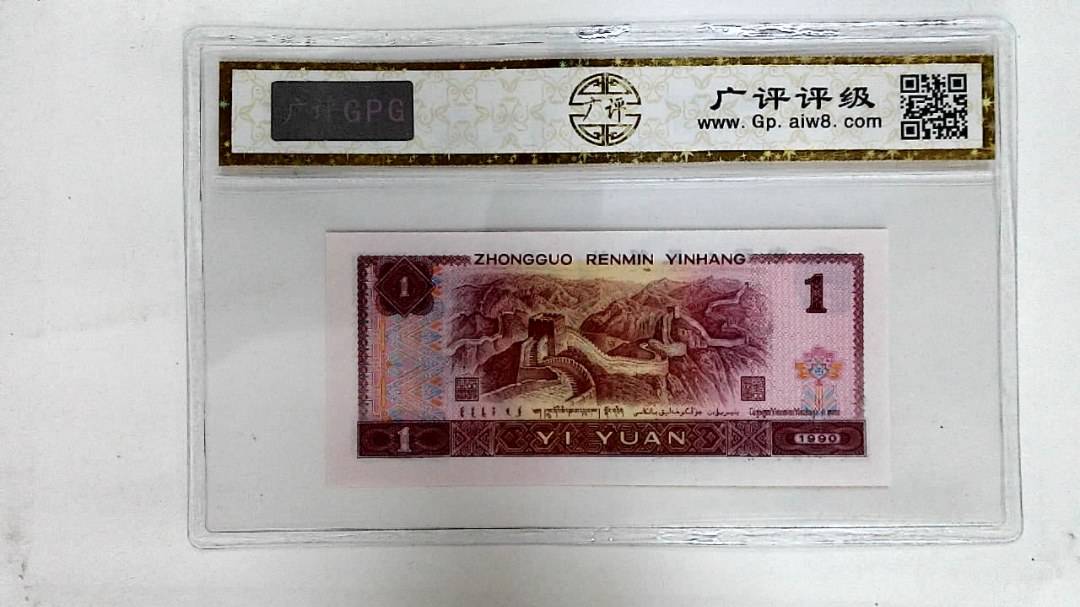 广评GPG
广评
广评评级
www.Gp.aiw8.com
ZHONGGUO RENMIN YINHANG
1
1
1
YI YUAN
1990